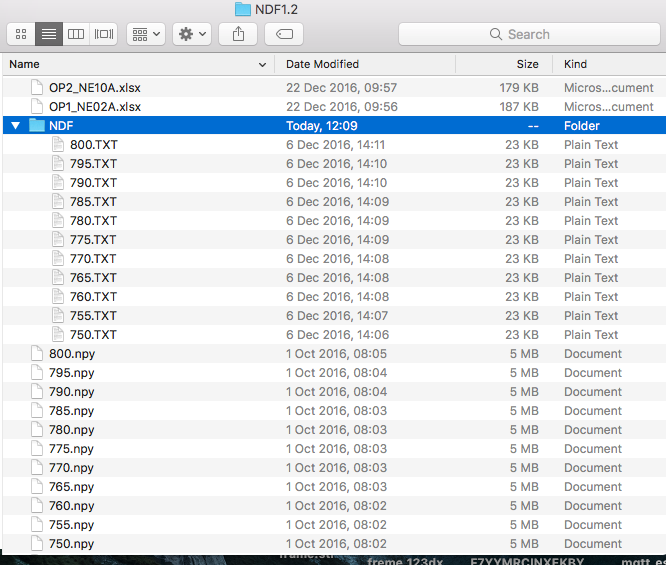 NDF1.2
Search
Name Date Modified Size Kind
OP2_NE10A.xlsx 22 Dec 2016, 09:57 179 KB Micros...cument
OP1_NE02A.xlsx 22 Dec 2016, 09:56 187 KB Micros...cument
NDF Today, 12:09 -- Folder
800.TXT 6 Dec 2016, 14:11 23 KB Plain Text
795.TXT 6 Dec 2016, 14:10 23 KB Plain Text
790.TXT 6 Dec 2016, 14:10 23 KB Plain Text
785.TXT 6 Dec 2016, 14:09 23 KB Plain Text
780.TXT 6 Dec 2016, 14:09 23 KB Plain Text
775.TXT 6 Dec 2016, 14:09 23 KB Plain Text
770.TXT 6 Dec 2016, 14:08 23 KB Plain Text
765.TXT 6 Dec 2016, 14:08 23 KB Plain Text
760.TXT 6 Dec 2016, 14:08 23 KB Plain Text
755.TXT 6 Dec 2016, 14:07 23 KB Plain Text
750.TXT 6 Dec 2016, 14:06 23 KB Plain Text
800.npy 1 Oct 2016, 08:05 5 MB Document
795.npy 1 Oct 2016, 08:04 5 MB Document
790.npy 1 Oct 2016, 08:04 5 MB Document
785.npy 1 Oct 2016, 08:03 5 MB Document
780.npy 1 Oct 2016, 08:03 5 MB Document
775.npy 1 Oct 2016, 08:03 5 MB Document
770.npy 1 Oct 2016, 08:03 5 MB Document
765.npy 1 Oct 2016, 08:03 5 MB Document
760.npy 1 Oct 2016, 08:02 5 MB Document
755.npy 1 Oct 2016, 08:02 5 MB Document
750.npy 1 Oct 2016, 08:02 5 MB Document